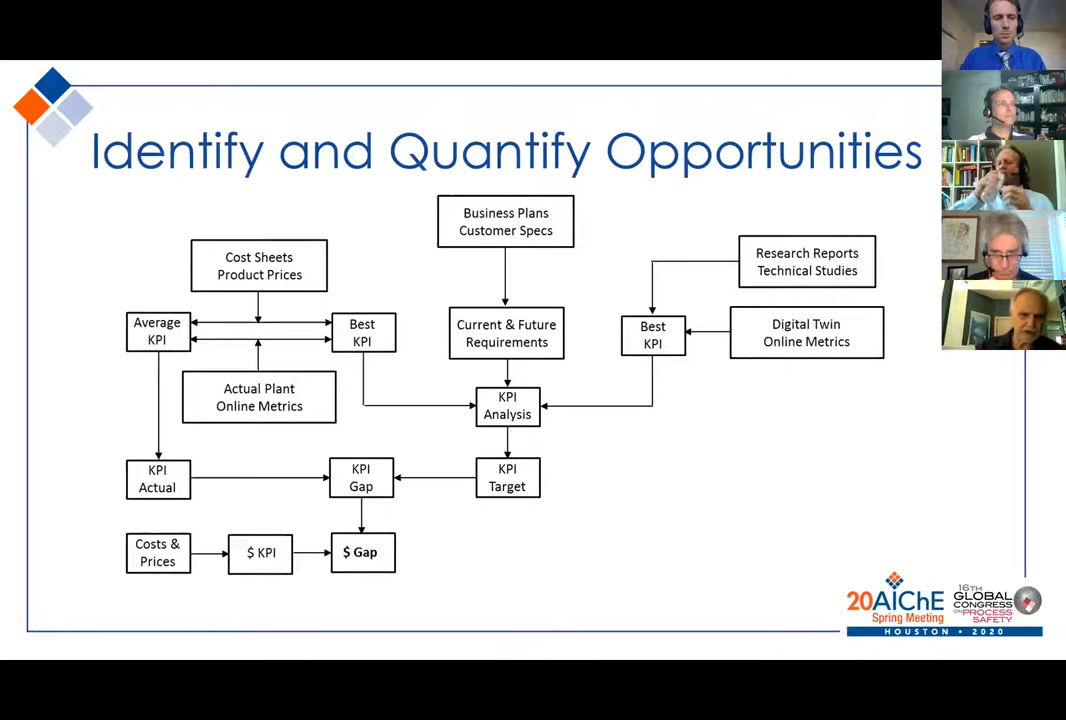 Identify and Quantify Opportunities
Business Plans
Customer Specs
Cost Sheets
Product Prices
Research Reports
Technical Studies
Average
KPI
Best
KPI
Current & Future
Requirements
Best
KPI
Digital Twin
Online Metrics
Actual Plant
Online Metrics
KPI
Analysis
KPI
Actual
KPI
Gap
KPI
Target
Costs &
Prices
$ KPI
$ Gap
20AIChE
Spring Meeting
HOUSTON • 2020
16TH
GLOBAL
CONGRESS
ON PROCESS
SAFETY